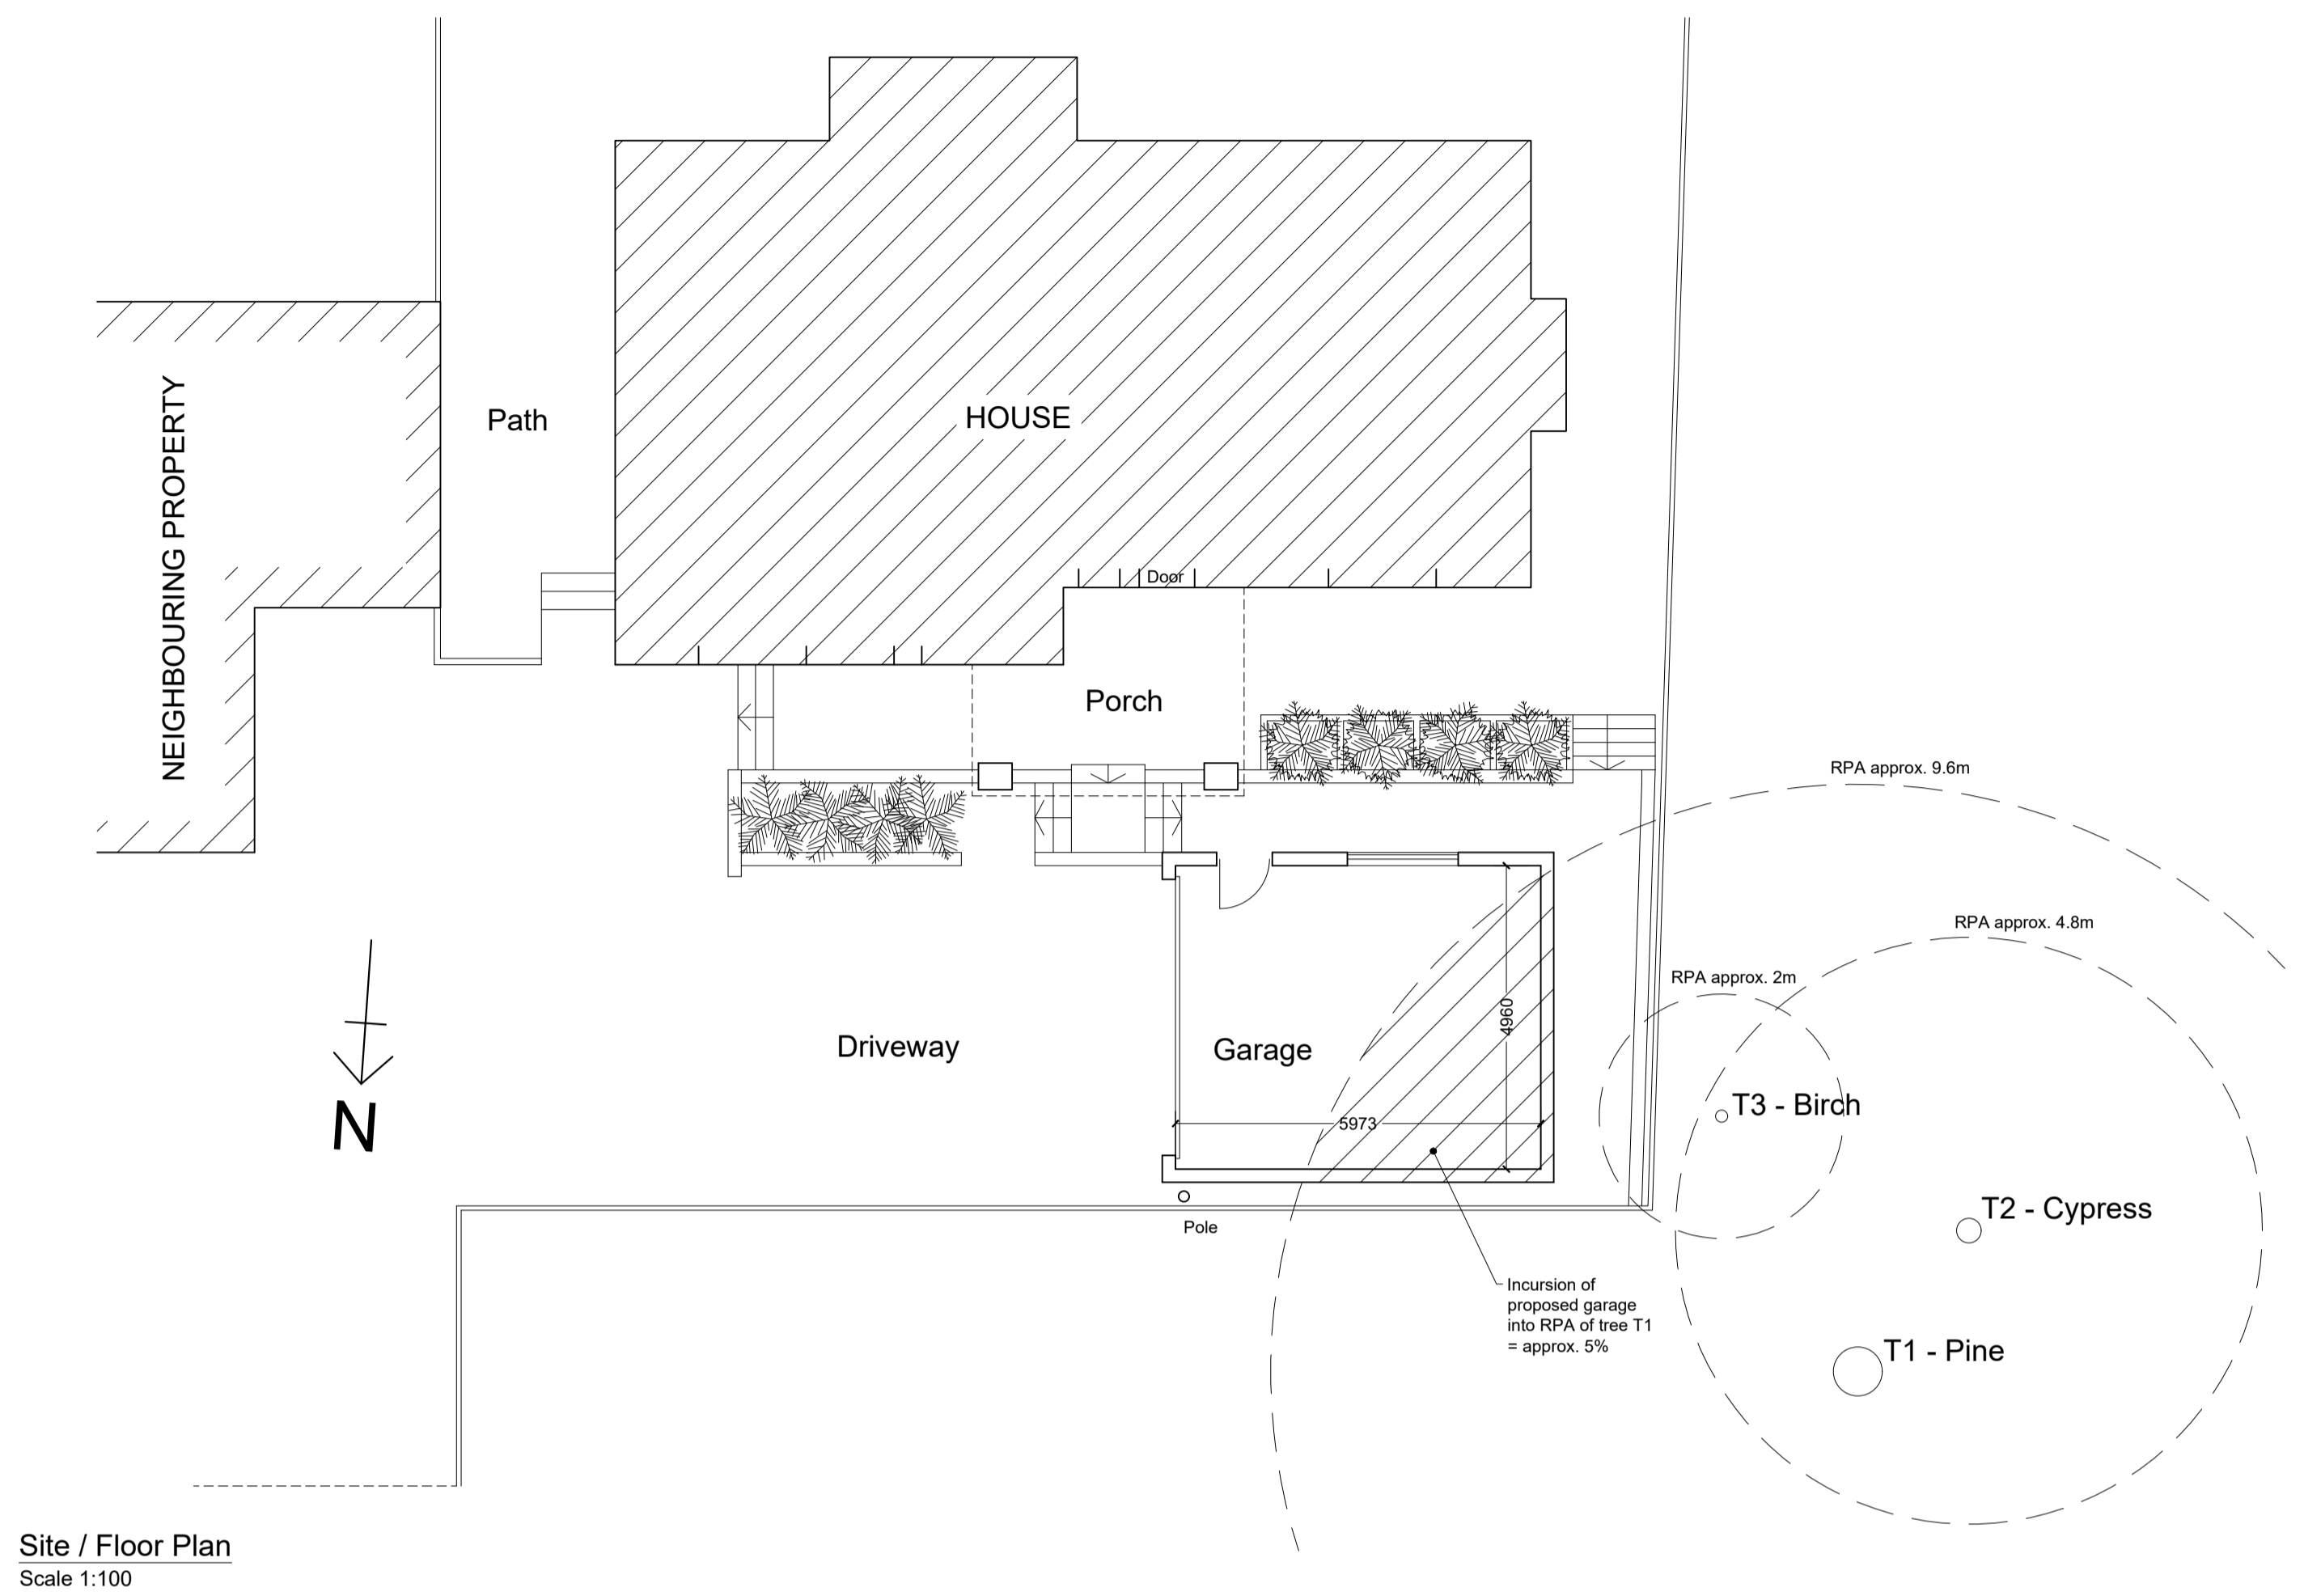 HOUSE
Path
NEIGHBOURING PROPERTY
Door
Porch
RPA approx. 9.6m
RPA approx. 4.8m
RPA approx. 2m
4960
Driveway
Garage
N
T3 - Birch
5973
T2 - Cypress
Pole
Incursion of
proposed garage
into RPA of tree T1
= approx. 5%
T1 - Pine
Site / Floor Plan
Scale 1:100